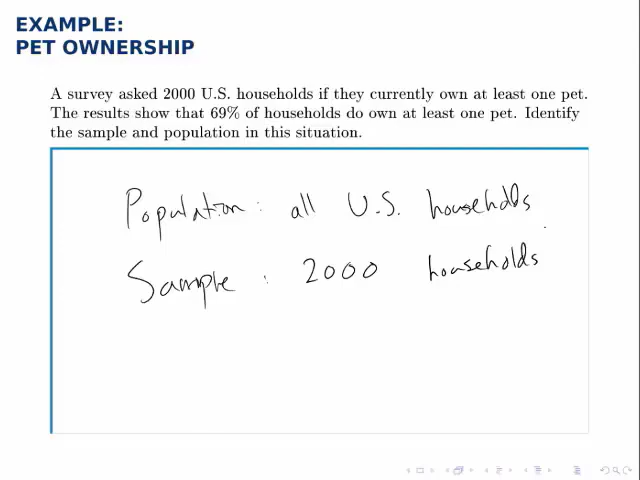 EXAMPLE:
PET OWNERSHIP
A survey asked 2000 U.S. households if they currently own at least one pet.
The results show that 69% of households do own at least one pet. Identify
the sample and population in this situation.
Population: all U.S. households
Sample: 2000 households